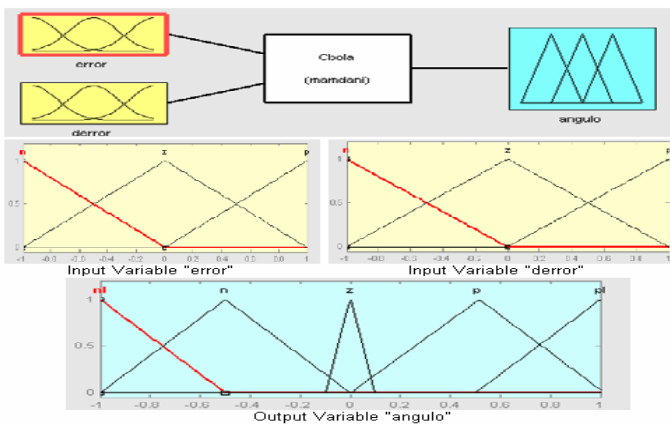 error
derror
Cbola
(mamdani)
angulo
n z p
1
0.5
0
-1 -0.8 -0.6 -0.4 -0.2 0 0.2 0.4 0.6 0.8 1
Input Variable "error"
n z p
1
0.5
0
-1 -0.8 -0.6 -0.4 -0.2 0 0.2 0.4 0.6 0.8 1
Input Variable "derror"
nl n z p pl
1
0.5
0
-1 -0.8 -0.6 -0.4 -0.2 0 0.2 0.4 0.6 0.8 1
Output Variable "angulo"